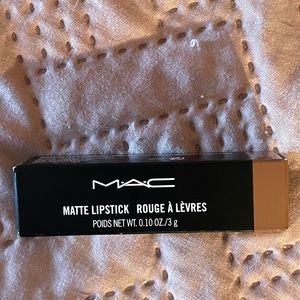 MAC
MATTE LIPSTICK ROUGE À LÈVRES
POIDS NET WT. 0.10 OZ./3 g